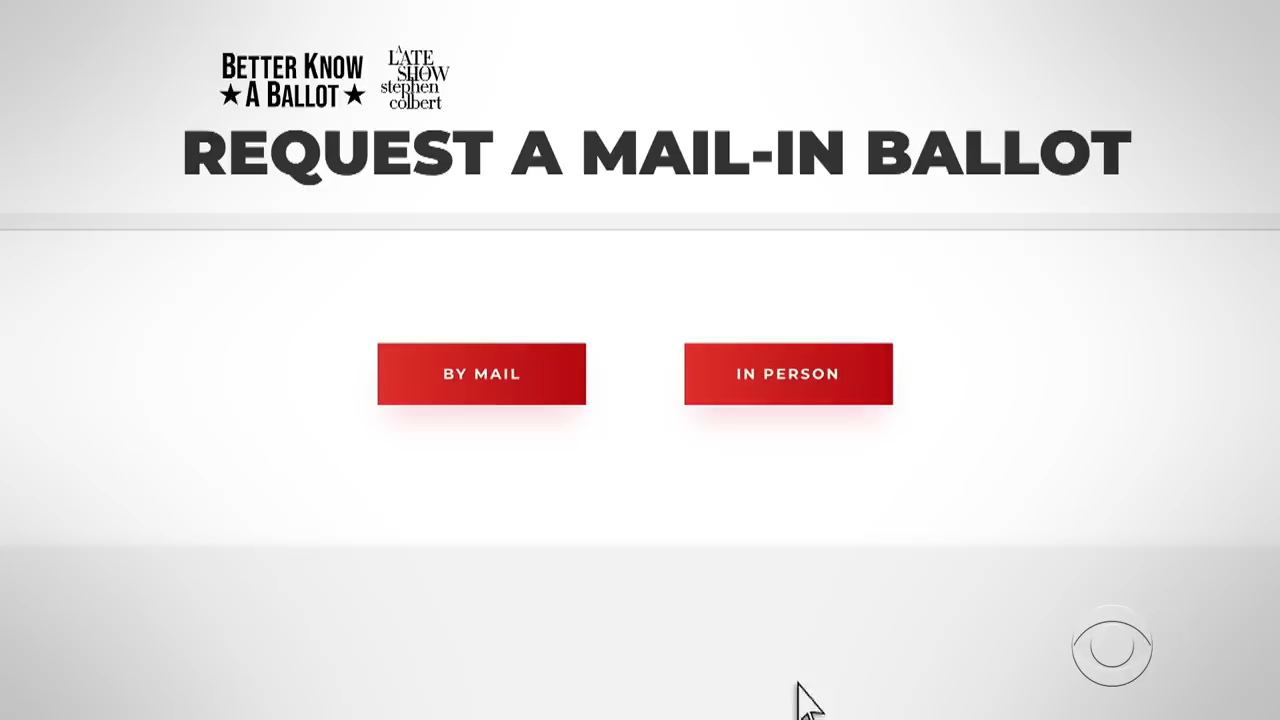 BETTER KNOW
★ A BALLOT ★
A
LATE
SHOW
stephen
colbert
REQUEST A MAIL-IN BALLOT
BY MAIL
IN PERSON